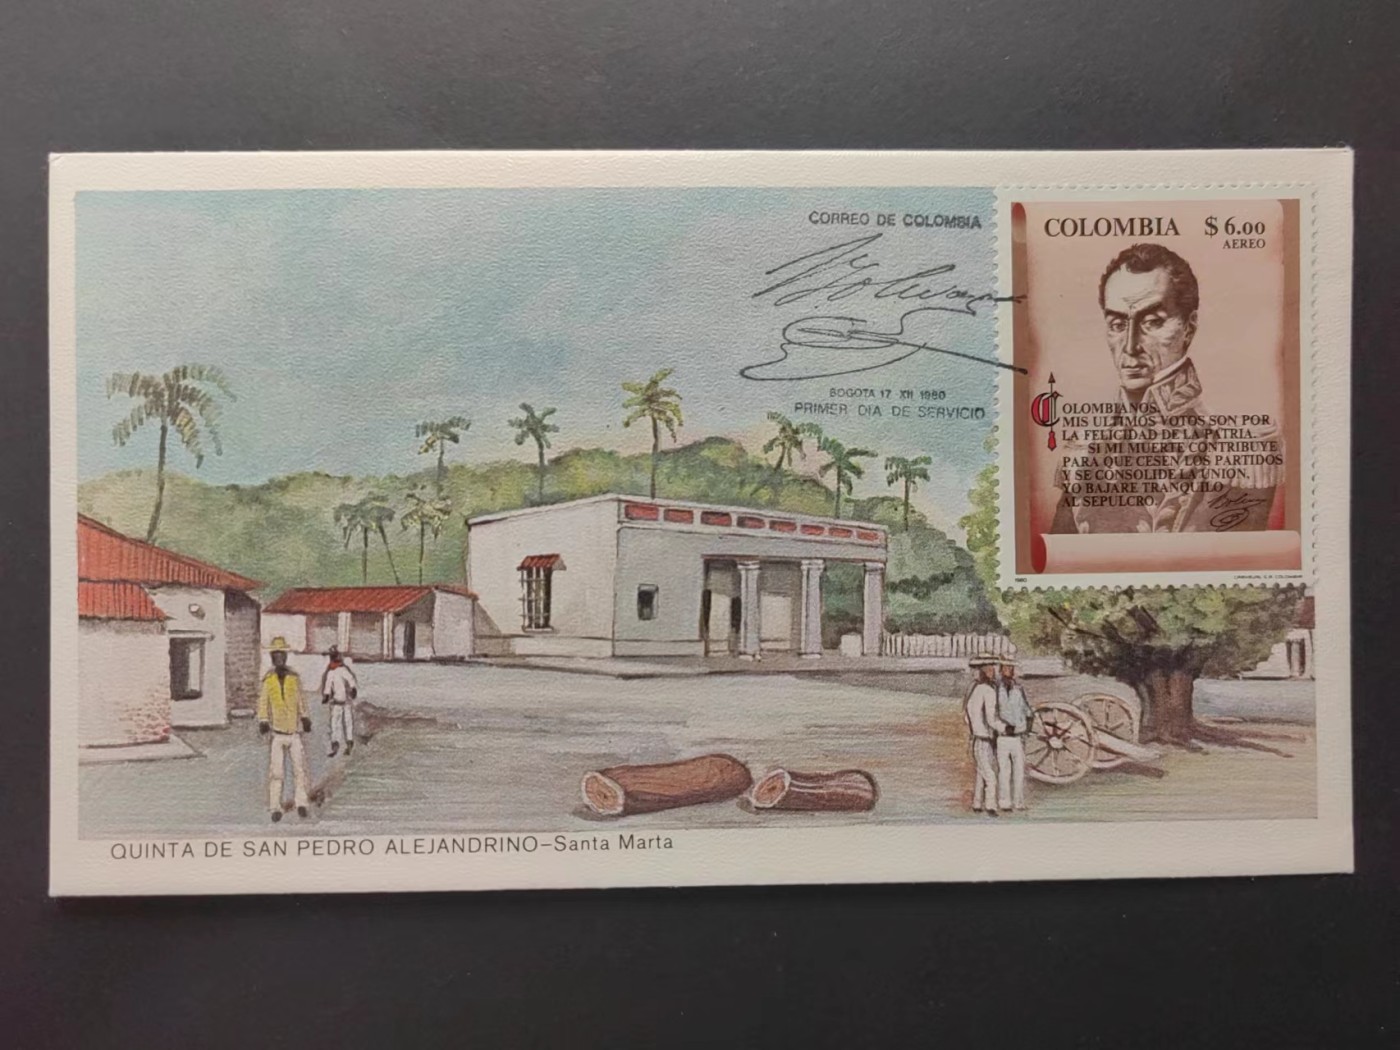 CORREO DE COLOMBIA
Bolivar
BOGOTA 17 XII 1980
PRIMER DIA DE SERVICIO
COLOMBIA $ 6.00
AEREO
COLOMBIANOS,
MIS ULTIMOS VOTOS SON POR
LA FELICIDAD DE LA PATRIA.
SI MI MUERTE CONTRIBUYE
PARA QUE CESEN LOS PARTIDOS
Y SE CONSOLIDE LA UNION,
YO BAJARE TRANQUILO
AL SEPULCRO.
Bolivar
1980
QUINTA DE SAN PEDRO ALEJANDRINO–Santa Marta